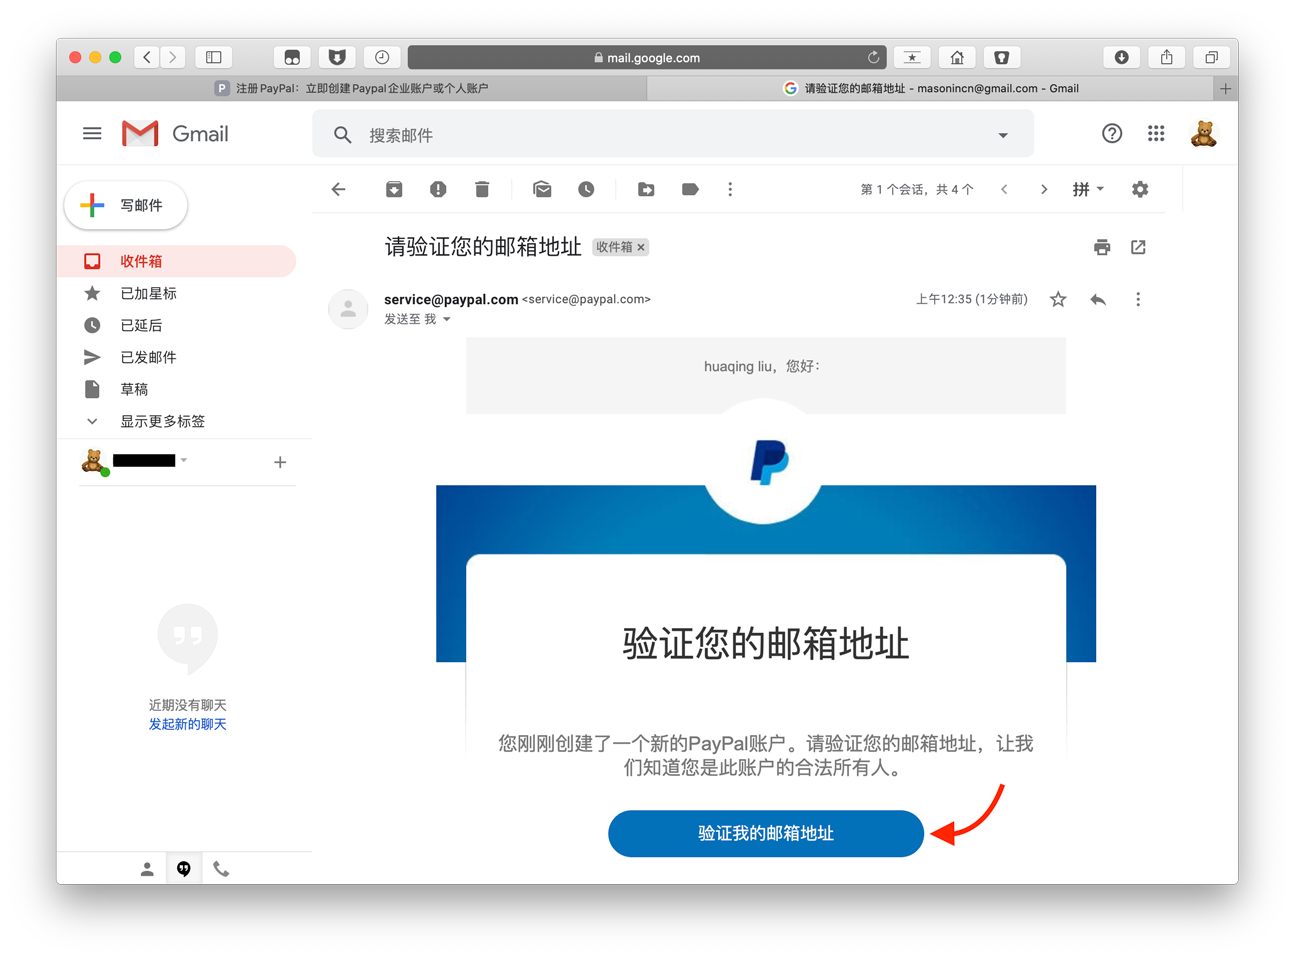 mail.google.com
P 注册 PayPal：立即创建 Paypal 企业账户或个人账户
请验证您的邮箱地址 - masonincn@gmail.com - Gmail
Gmail
搜索邮件
写邮件
第 1 个会话，共 4 个
拼
收件箱
已加星标
已延后
已发邮件
草稿
显示更多标签
近期没有聊天
发起新的聊天
请验证您的邮箱地址 收件箱 ×
service@paypal.com <service@paypal.com>
上午12:35 (1分钟前)
发送至 我
huaqing liu，您好：
验证您的邮箱地址
您刚刚创建了一个新的PayPal账户。请验证您的邮箱地址，让我
们知道您是此账户的合法所有人。
验证我的邮箱地址